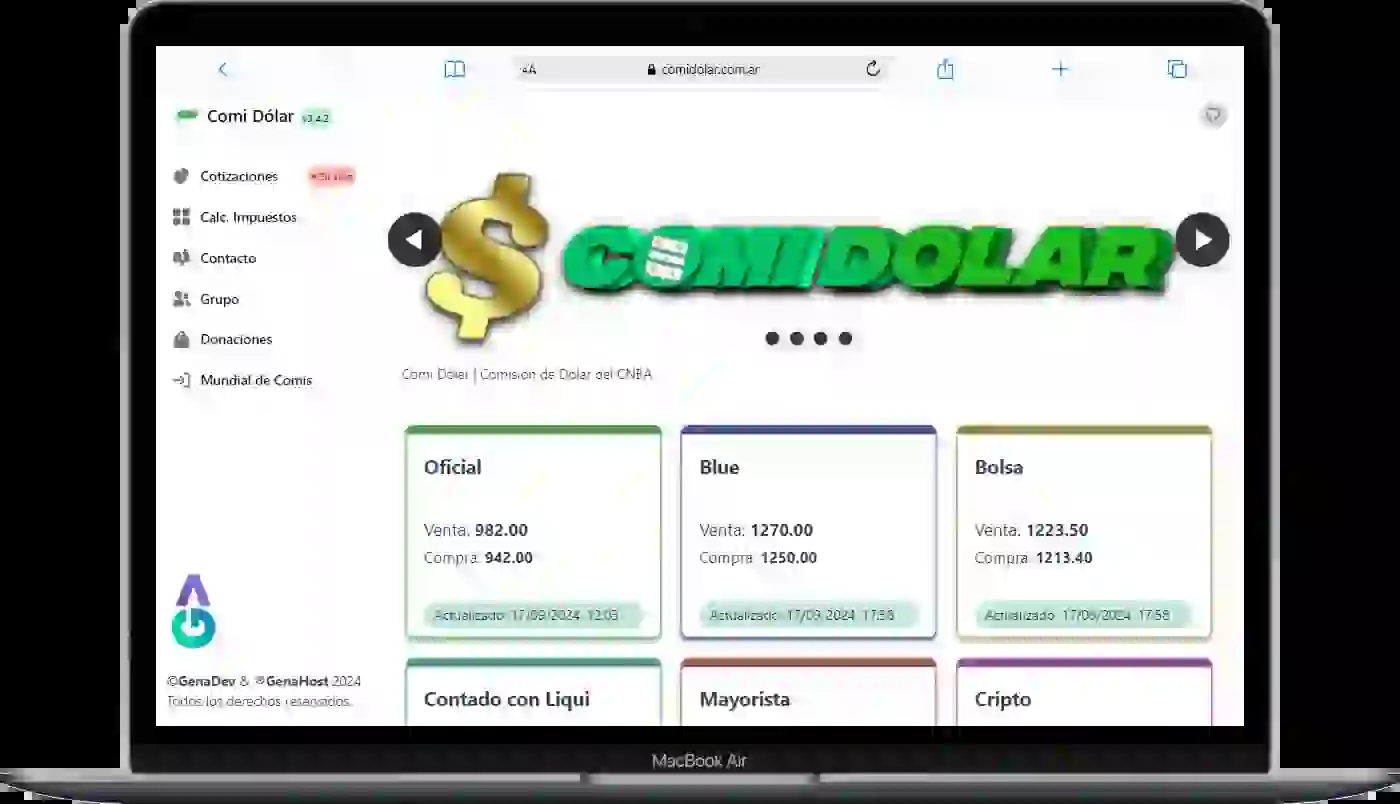 AA
comidolar.com.ar
Comi Dólar v3.4.2
Cotizaciones
Calc. Impuestos
Contacto
Grupo
Donaciones
Mundial de Comis
$ COMIDOLAR
Comi Dólar | Comisión de Dólar del CNBA
Oficial
Venta: 982.00
Compra: 942.00
Actualizado: 17/09/2024 12:03
Blue
Venta: 1270.00
Compra: 1250.00
Actualizado: 17/09/2024 17:58
Bolsa
Venta: 1223.50
Compra: 1213.40
Actualizado: 17/09/2024 17:58
Contado con Liqui
Mayorista
Cripto
©GenaDev & ®GenaHost 2024
Todos los derechos reservados.
MacBook Air